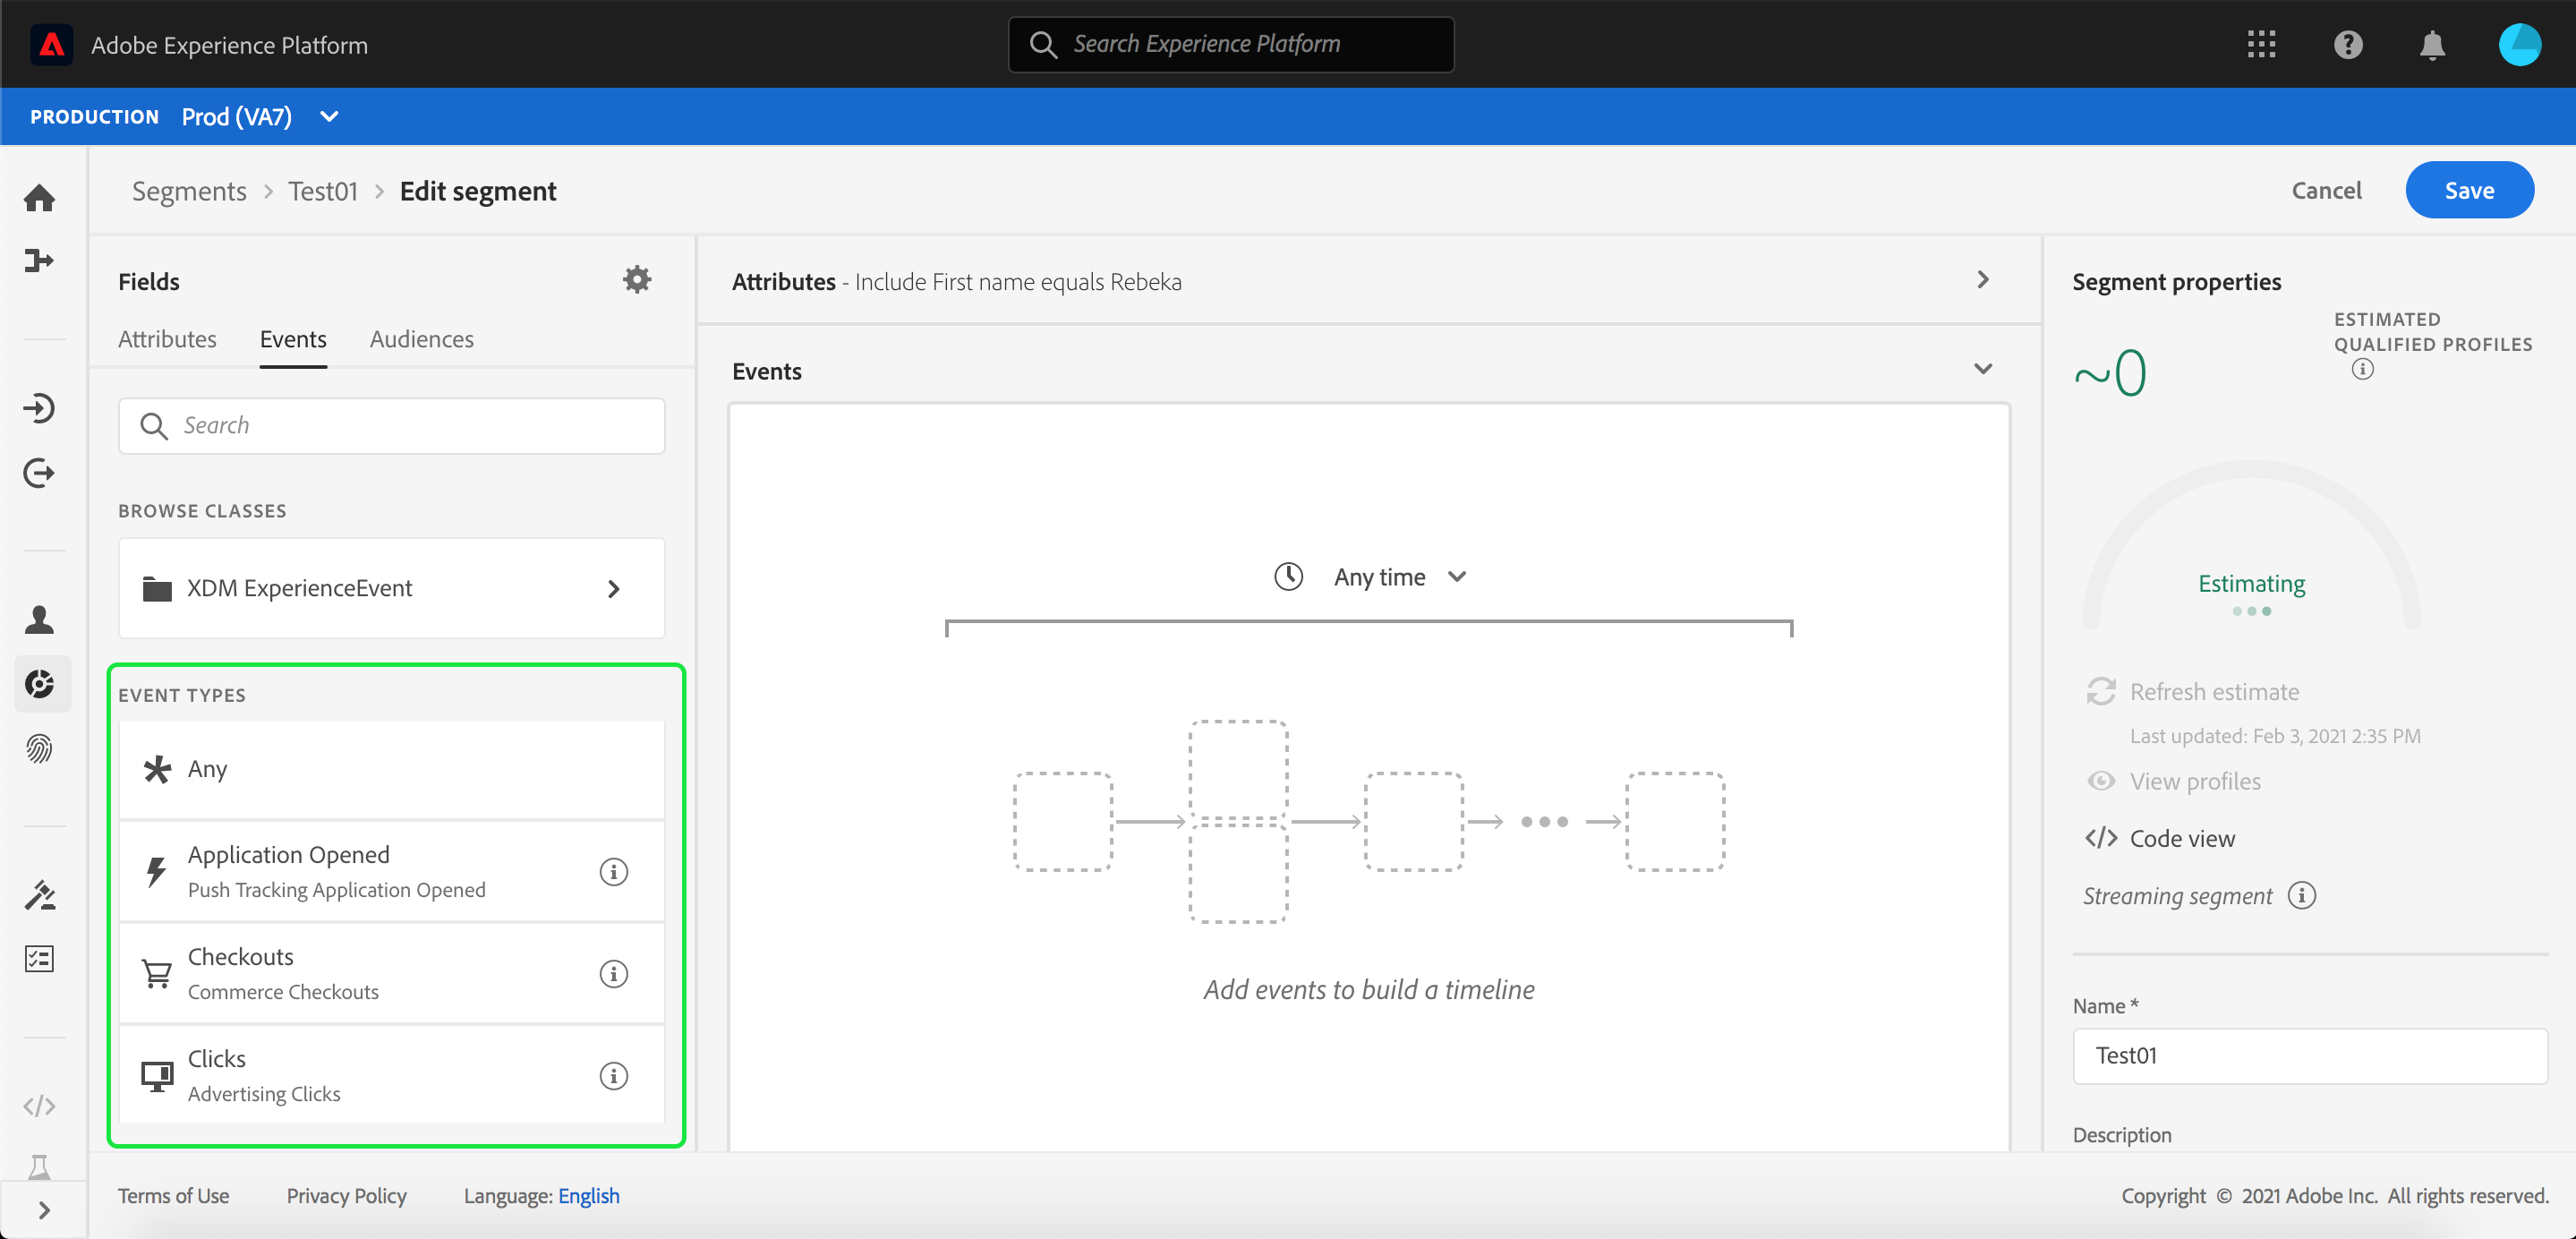 Adobe Experience Platform
Search Experience Platform
PRODUCTION Prod (VA7)
Segments > Test01 > Edit segment
Cancel
Save
Fields
Attributes
Events
Audiences
Search
BROWSE CLASSES
XDM ExperienceEvent
EVENT TYPES
Any
Application Opened
Push Tracking Application Opened
Checkouts
Commerce Checkouts
Clicks
Advertising Clicks
Attributes - Include First name equals Rebeka
Events
Any time
Add events to build a timeline
Segment properties
~0
ESTIMATED
QUALIFIED PROFILES
Estimating
Refresh estimate
Last updated: Feb 3, 2021 2:35 PM
View profiles
Code view
Streaming segment
Name *
Test01
Description
Terms of Use
Privacy Policy
Language: English
Copyright © 2021 Adobe Inc. All rights reserved.